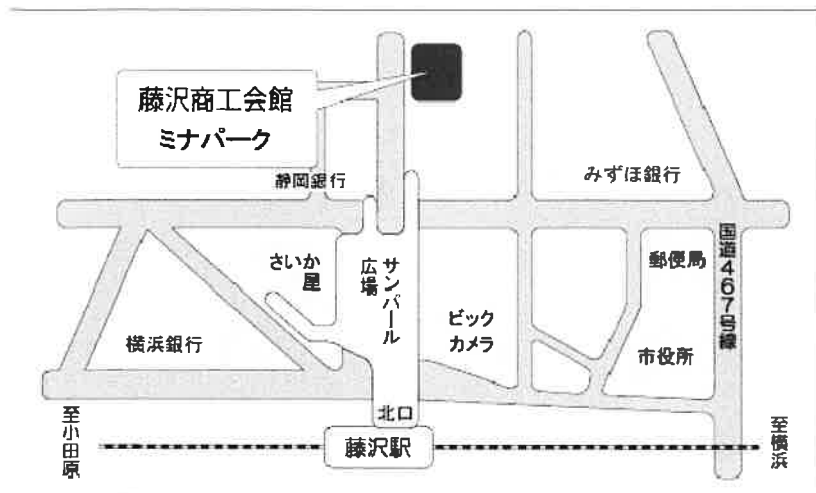 藤沢商工会館
ミナパーク
静岡銀行
みずほ銀行
さいか
屋
サンパール
広場
ビック
カメラ
郵便局
国道467号線
横浜銀行
市役所
北口
至小田原
藤沢駅
至横浜